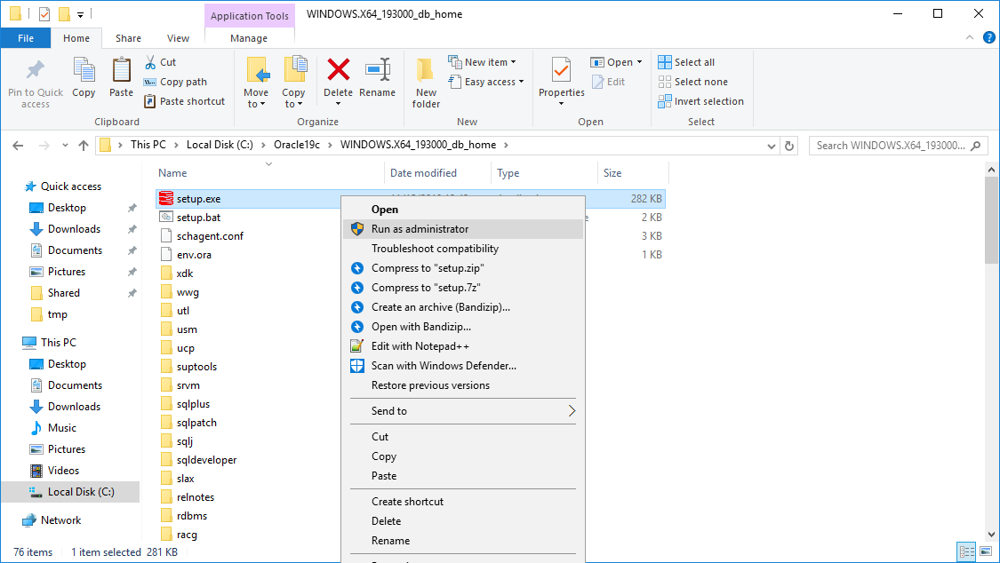 Application Tools
WINDOWS.X64_193000_db_home
File
Home
Share
View
Manage
Pin to Quick access
Copy
Paste
Cut
Copy path
Paste shortcut
Clipboard
Move to
Copy to
Delete
Rename
Organize
New folder
New item
Easy access
New
Properties
Open
Edit
Open
Select all
Select none
Invert selection
Select
This PC
Local Disk (C:)
Oracle19c
WINDOWS.X64_193000_db_home
Search WINDOWS.X64_193000...
Name
Date modified
Type
Size
Quick access
Desktop
Downloads
Documents
Pictures
Shared
tmp
This PC
Desktop
Documents
Downloads
Music
Pictures
Videos
Local Disk (C:)
Network
setup.exe 282 KB
setup.bat 2 KB
schagent.conf 3 KB
env.ora 1 KB
xdk
wwg
utl
usm
ucp
suptools
srvm
sqlplus
sqlpatch
sqlj
sqldeveloper
slax
relnotes
rdbms
racg
Open
Run as administrator
Troubleshoot compatibility
Compress to "setup.zip"
Compress to "setup.7z"
Create an archive (Bandizip)...
Open with Bandizip...
Edit with Notepad++
Scan with Windows Defender...
Restore previous versions
Send to
Cut
Copy
Paste
Create shortcut
Delete
Rename
76 items
1 item selected 281 KB